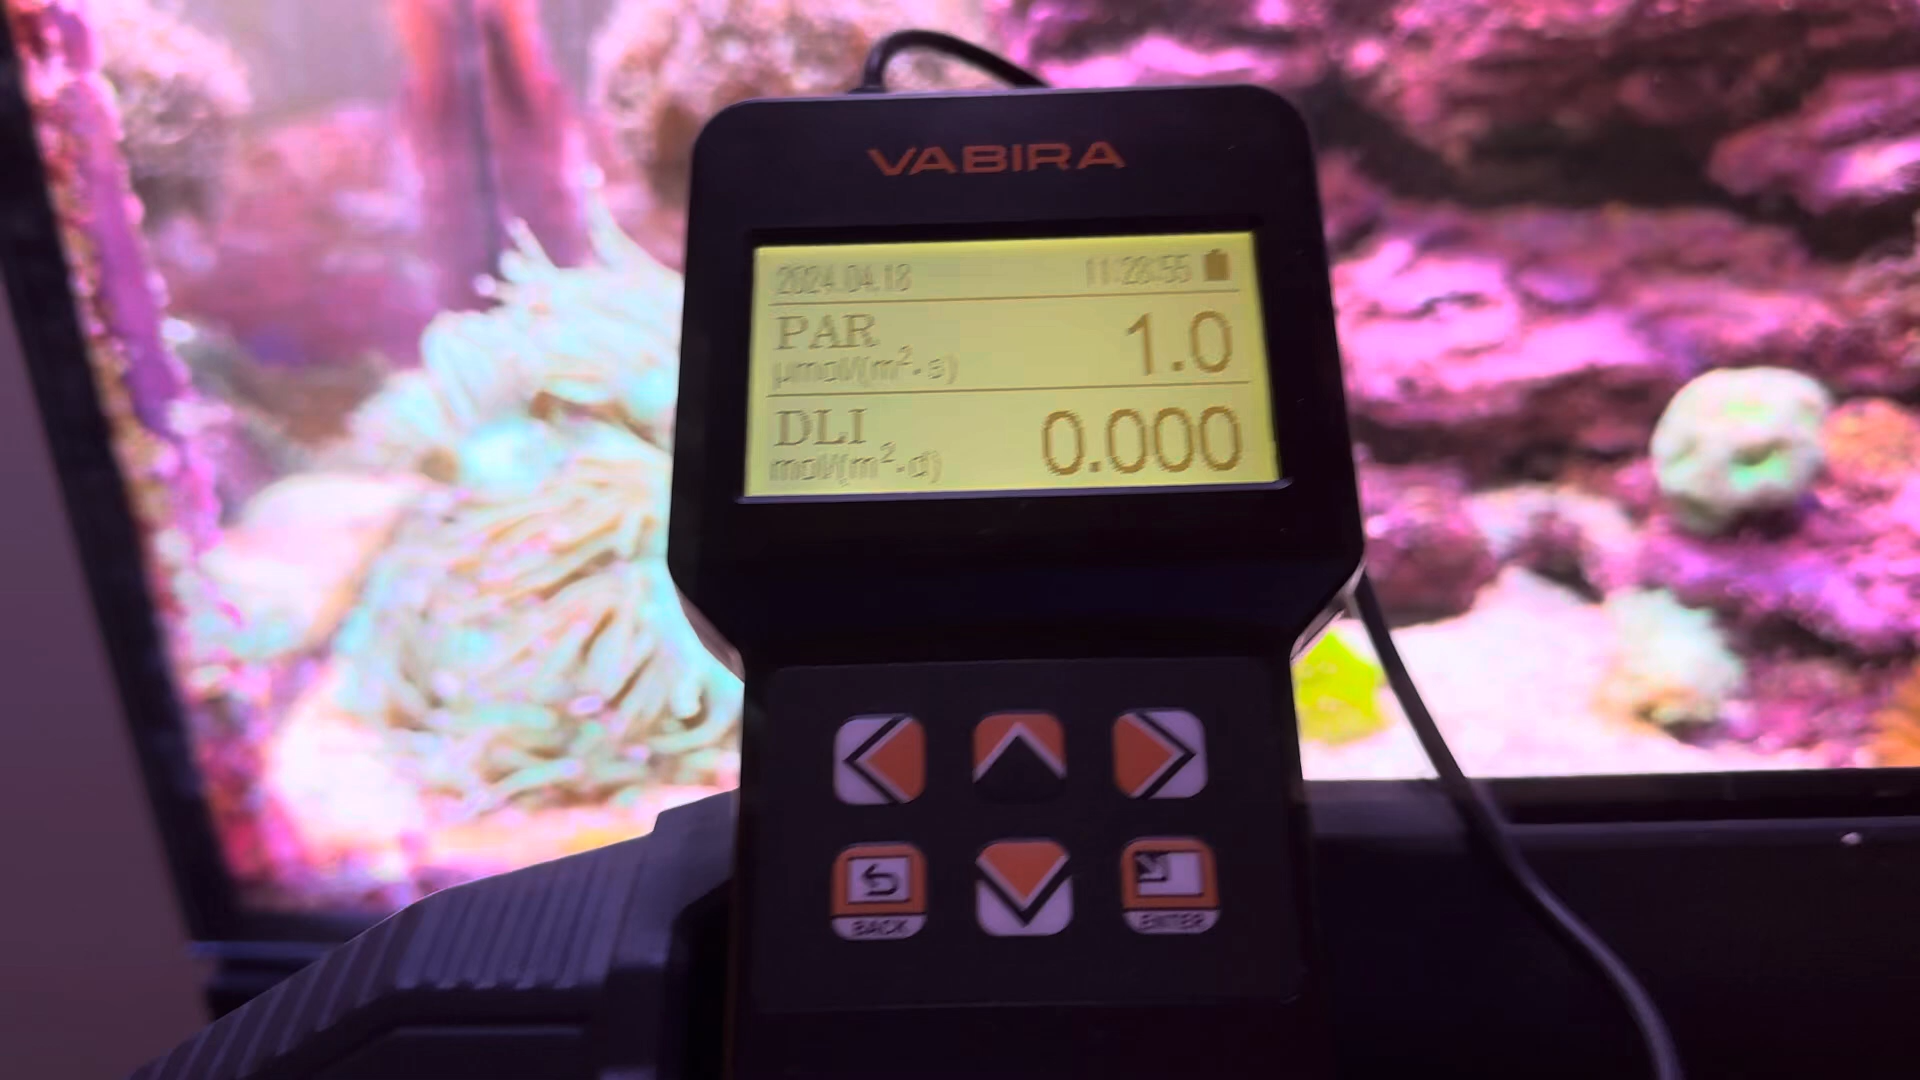 VABIRA
2024.04.18 11:28:55
PAR 1.0
μmol/(m²·s)
DLI 0.000
mol/(m²·d)
BACK ENTER